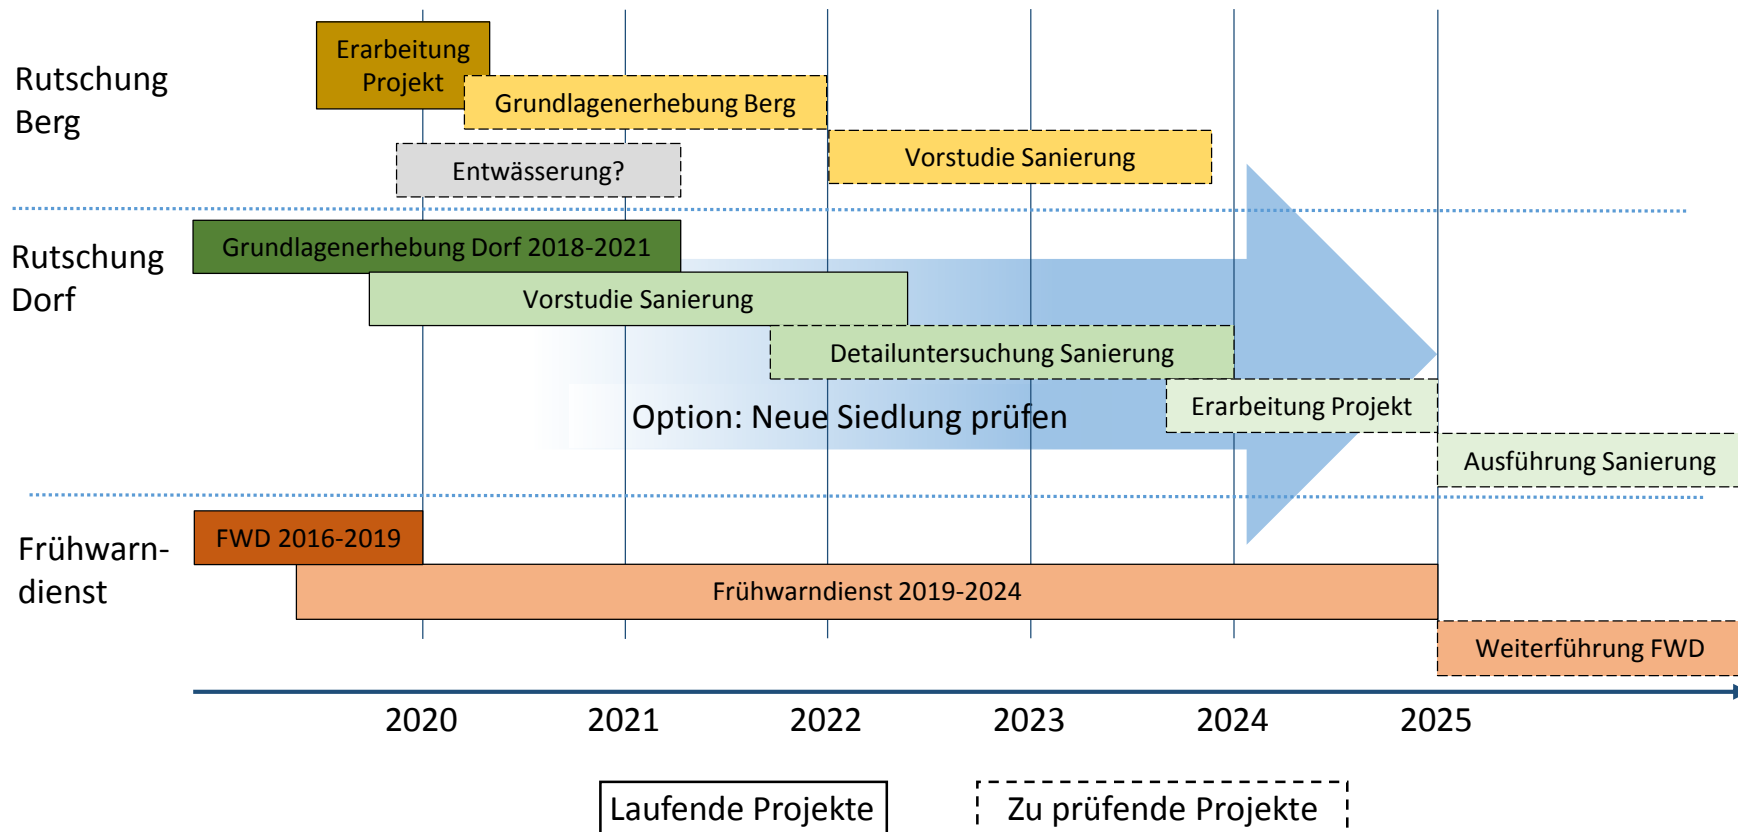 Rutschung
Berg
Erarbeitung
Projekt
Grundlagenerhebung Berg
Vorstudie Sanierung
Entwässerung?
Rutschung
Dorf
Grundlagenerhebung Dorf 2018-2021
Vorstudie Sanierung
Detailuntersuchung Sanierung
Erarbeitung Projekt
Option: Neue Siedlung prüfen
Ausführung Sanierung
Frühwarn-
dienst
FWD 2016-2019
Frühwarndienst 2019-2024
Weiterführung FWD
2020 2021 2022 2023 2024 2025
Laufende Projekte
Zu prüfende Projekte